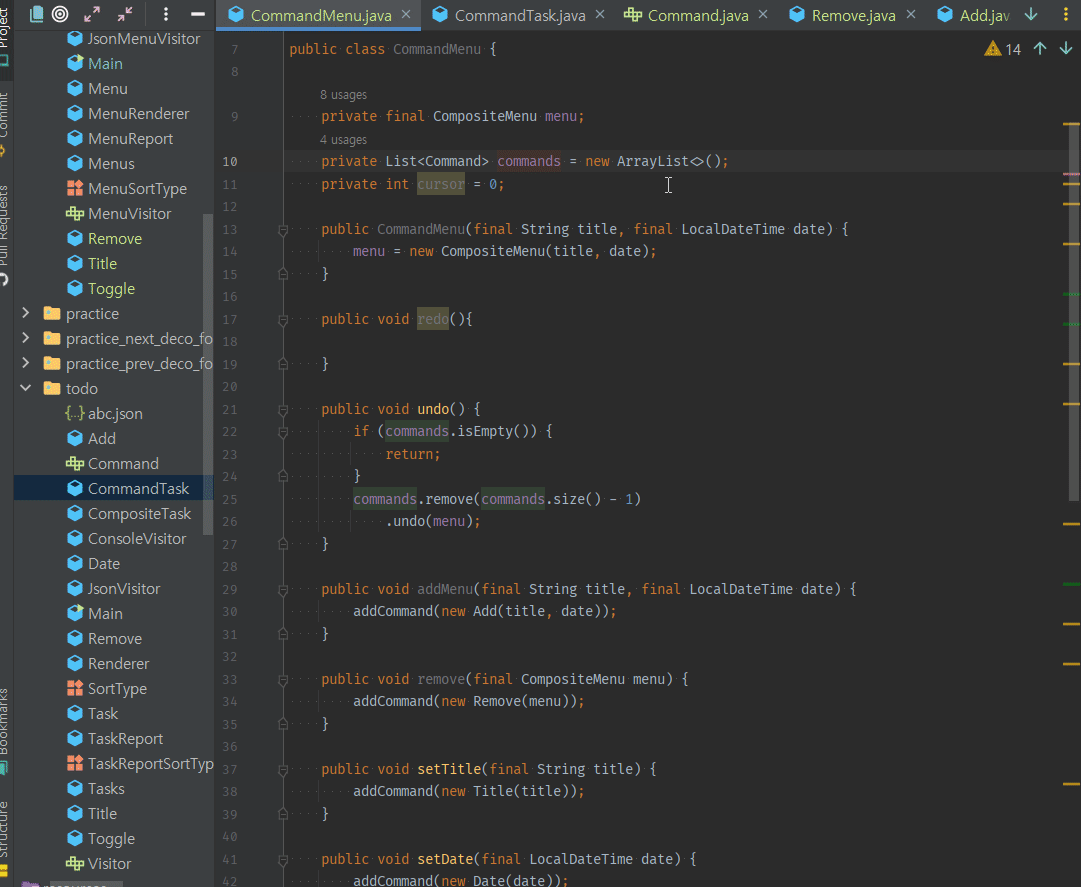 Project
Commit
Pull Requests
Bookmarks
Structure
JsonMenuVisitor
Main
Menu
MenuRenderer
MenuReport
Menus
MenuSortType
MenuVisitor
Remove
Title
Toggle
practice
practice_next_deco_fo
practice_prev_deco_fo
todo
abc.json
Add
Command
CommandTask
CompositeTask
ConsoleVisitor
Date
JsonVisitor
Main
Remove
Renderer
SortType
Task
TaskReport
TaskReportSortTyp
Tasks
Title
Toggle
Visitor
CommandMenu.java CommandTask.java Command.java Remove.java Add.jav
14
7 public class CommandMenu {
8
8 usages
9 private final CompositeMenu menu;
4 usages
10 private List<Command> commands = new ArrayList<>();
11 private int cursor = 0;
12
13 public CommandMenu(final String title, final LocalDateTime date) {
14 menu = new CompositeMenu(title, date);
15 }
16
17 public void redo(){
18
19 }
20
21 public void undo() {
22 if (commands.isEmpty()) {
23 return;
24 }
25 commands.remove(commands.size() - 1)
26 .undo(menu);
27 }
28
29 public void addMenu(final String title, final LocalDateTime date) {
30 addCommand(new Add(title, date));
31 }
32
33 public void remove(final CompositeMenu menu) {
34 addCommand(new Remove(menu));
35 }
36
37 public void setTitle(final String title) {
38 addCommand(new Title(title));
39 }
40
41 public void setDate(final LocalDateTime date) {
42 addCommand(new Date(date));